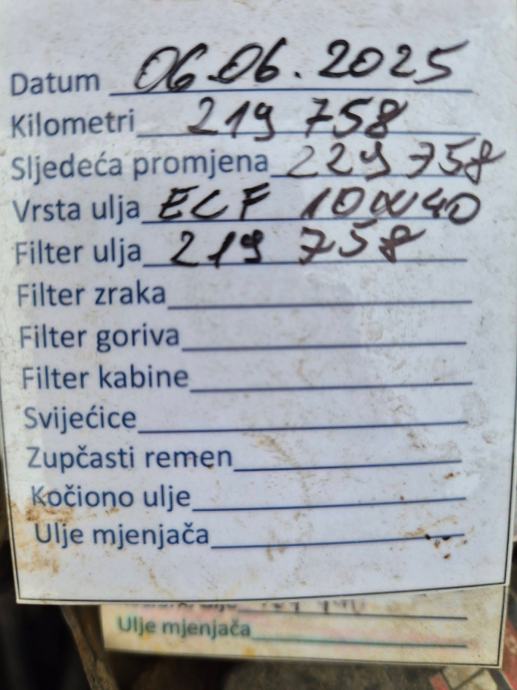 Datum 06.06.2025
Kilometri 219 758
Sljedeća promjena 229 758
Vrsta ulja ECF 10W40
Filter ulja 219 758
Filter zraka
Filter goriva
Filter kabine
Svijećice
Zupčasti remen
Kočiono ulje
Ulje mjenjača
Ulje mjenjača